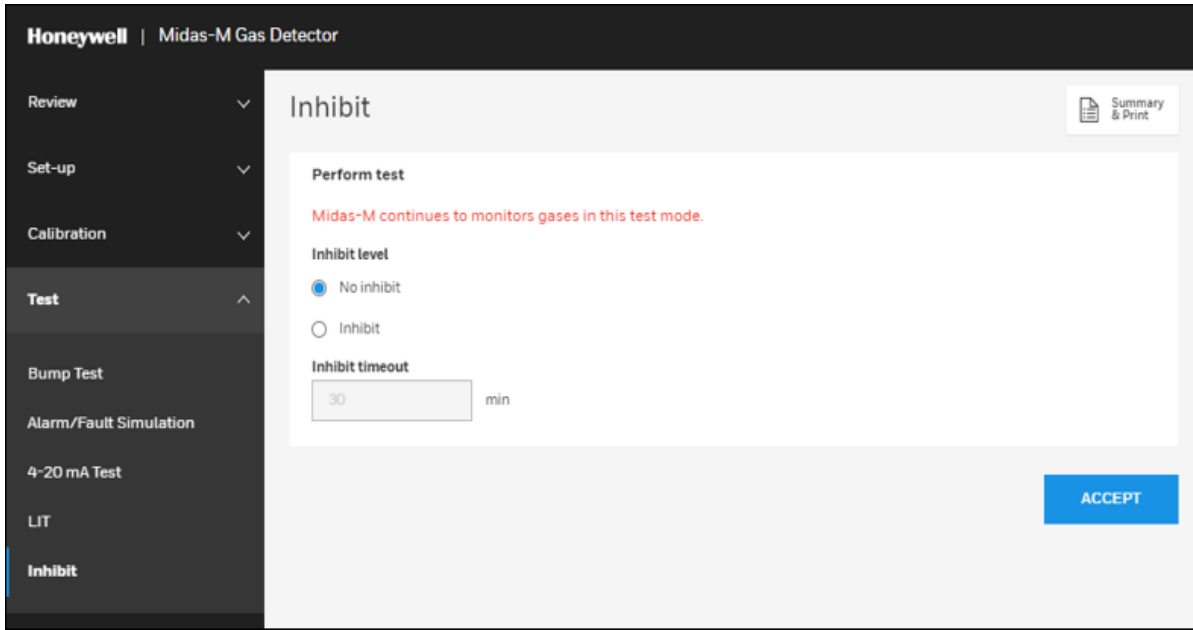 Honeywell | Midas-M Gas Detector
Review
Set-up
Calibration
Test
Bump Test
Alarm/Fault Simulation
4-20 mA Test
LIT
Inhibit
Inhibit
Summary
& Print
Perform test
Midas-M continues to monitors gases in this test mode.
Inhibit level
No inhibit
Inhibit
Inhibit timeout
30 min
ACCEPT